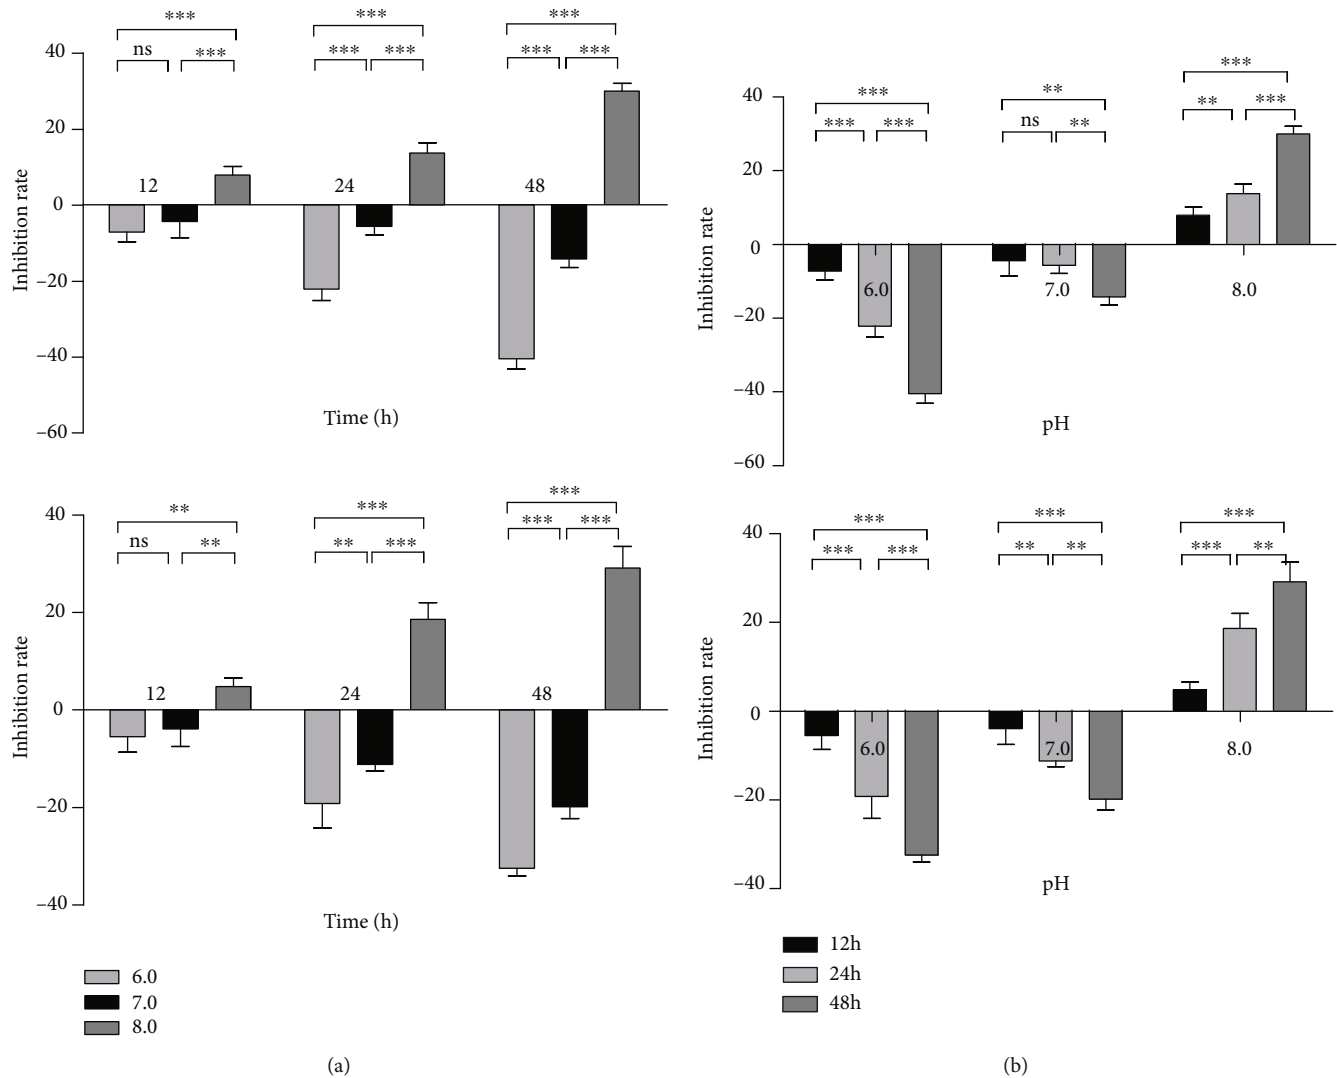 *** *** ***
ns *** *** *** *** ***
40
20
0
−20
−40
−60
Inhibition rate
12 24 48
Time (h)
*** ** ***
*** *** ns ** ** ***
40
20
0
−20
−40
−60
Inhibition rate
6.0 7.0 8.0
pH
** *** ***
ns ** ** *** *** ***
40
20
0
−20
−40
Inhibition rate
12 24 48
Time (h)
6.0
7.0
8.0
(a)
*** *** ***
*** *** ** ** *** **
40
20
0
−20
−40
Inhibition rate
6.0 7.0 8.0
pH
12h
24h
48h
(b)